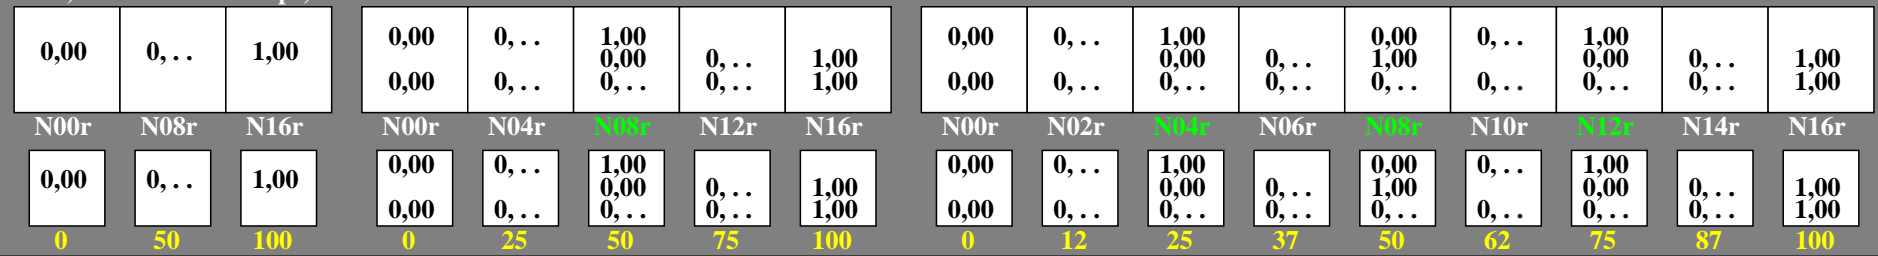 0,00 0, . . 1,00
0,00 0, . . 1,00
0,00 0, . . 1,00
0,00 0, . . 1,00
0,00 0, . . 0, . . 0, . . 1,00
0,00 0, . . 1,00 0,00 0, . . 1,00
0,00 0, . . 1,00 0, . . 1,00
0,00 0, . . 0, . . 0, . . 0, . . 0, . . 0, . . 0, . . 1,00
N00r N08r N16r N00r N04r N08r N12r N16r N00r N02r N04r N06r N08r N10r N12r N14r N16r
0,00 0, . . 1,00
0,00 0, . . 1,00
0,00 0, . . 1,00
0,00 0, . . 0, . . 0, . . 1,00
0,00 0, . . 1,00 0,00 0, . . 1,00
0,00 0, . . 1,00 0,00 0, . . 1,00
0,00 0, . . 0, . . 0, . . 0, . . 0, . . 0, . . 0, . . 1,00
0 50 100 0 25 50 75 100 0 12 25 37 50 62 75 87 100